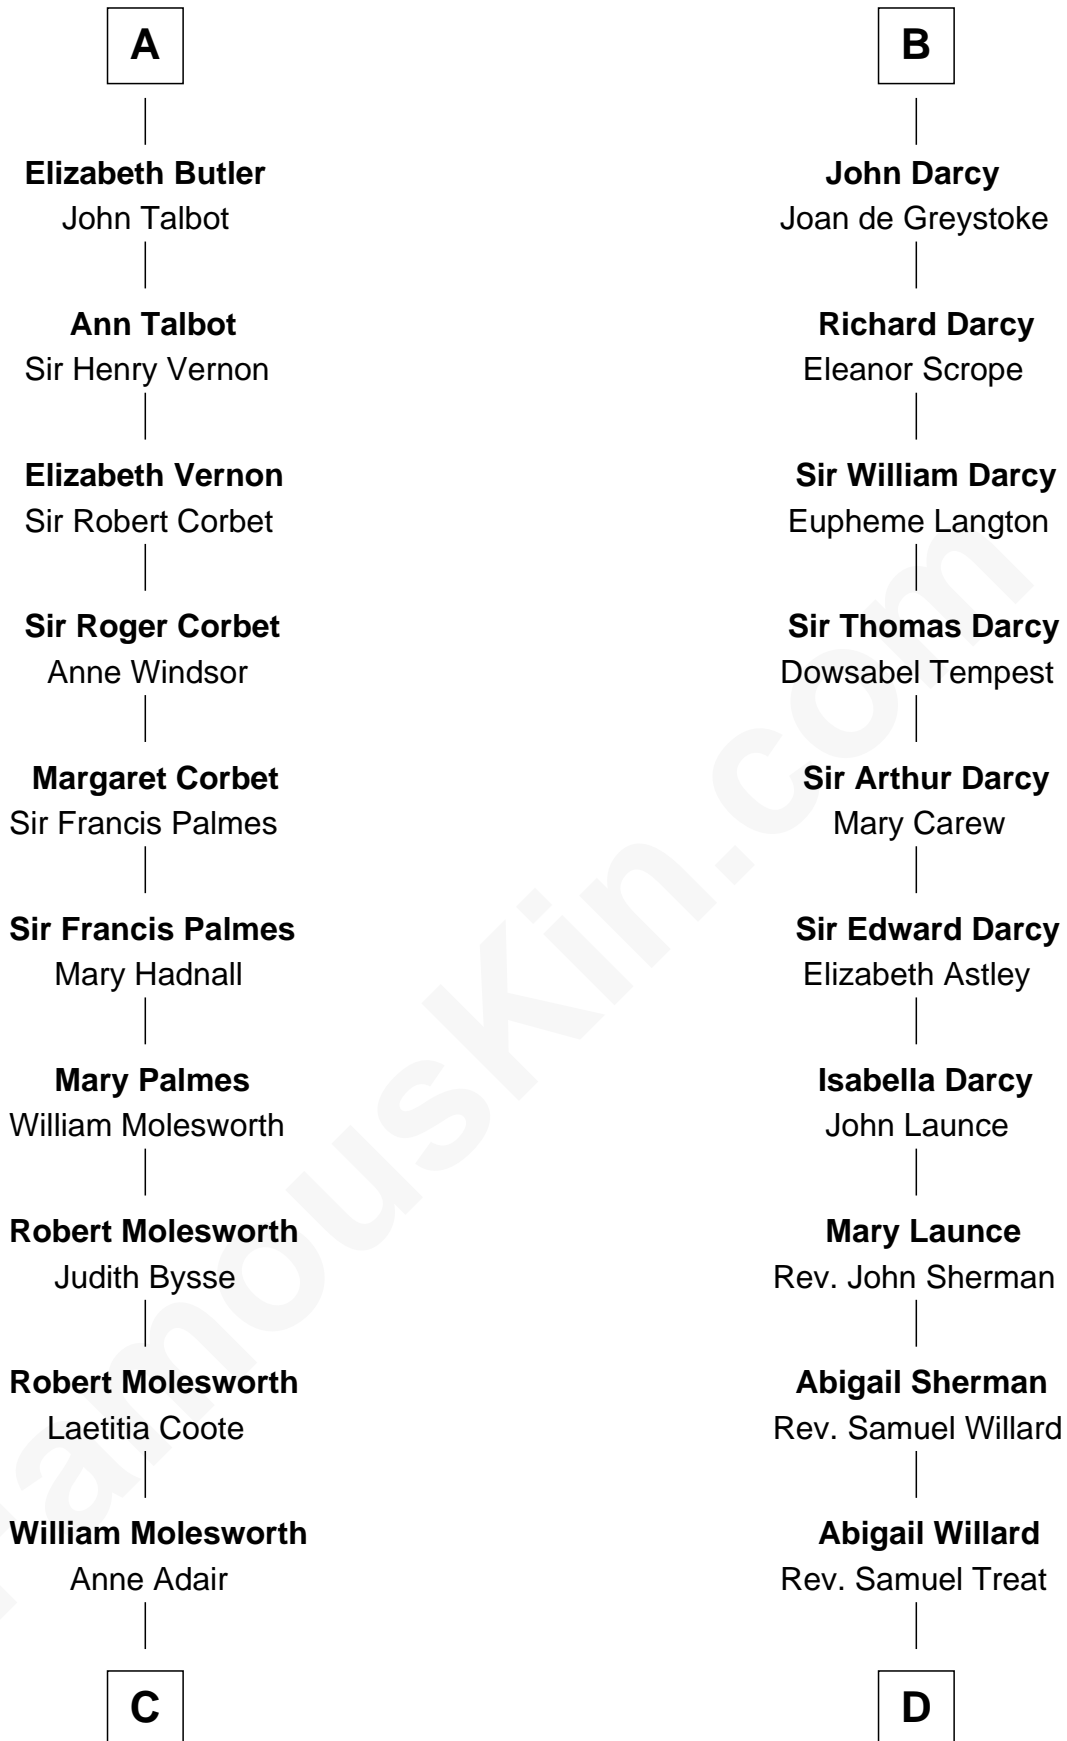 A
Elizabeth Butler
John Talbot
Ann Talbot
Sir Henry Vernon
Elizabeth Vernon
Sir Robert Corbet
Sir Roger Corbet
Anne Windsor
Margaret Corbet
Sir Francis Palmes
Sir Francis Palmes
Mary Hadnall
Mary Palmes
William Molesworth
Robert Molesworth
Judith Bysse
Robert Molesworth
Laetitia Coote
William Molesworth
Anne Adair
C
B
John Darcy
Joan de Greystoke
Richard Darcy
Eleanor Scrope
Sir William Darcy
Eupheme Langton
Sir Thomas Darcy
Dowsabel Tempest
Sir Arthur Darcy
Mary Carew
Sir Edward Darcy
Elizabeth Astley
Isabella Darcy
John Launce
Mary Launce
Rev. John Sherman
Abigail Sherman
Rev. Samuel Willard
Abigail Willard
Rev. Samuel Treat
D
FamousKin.com